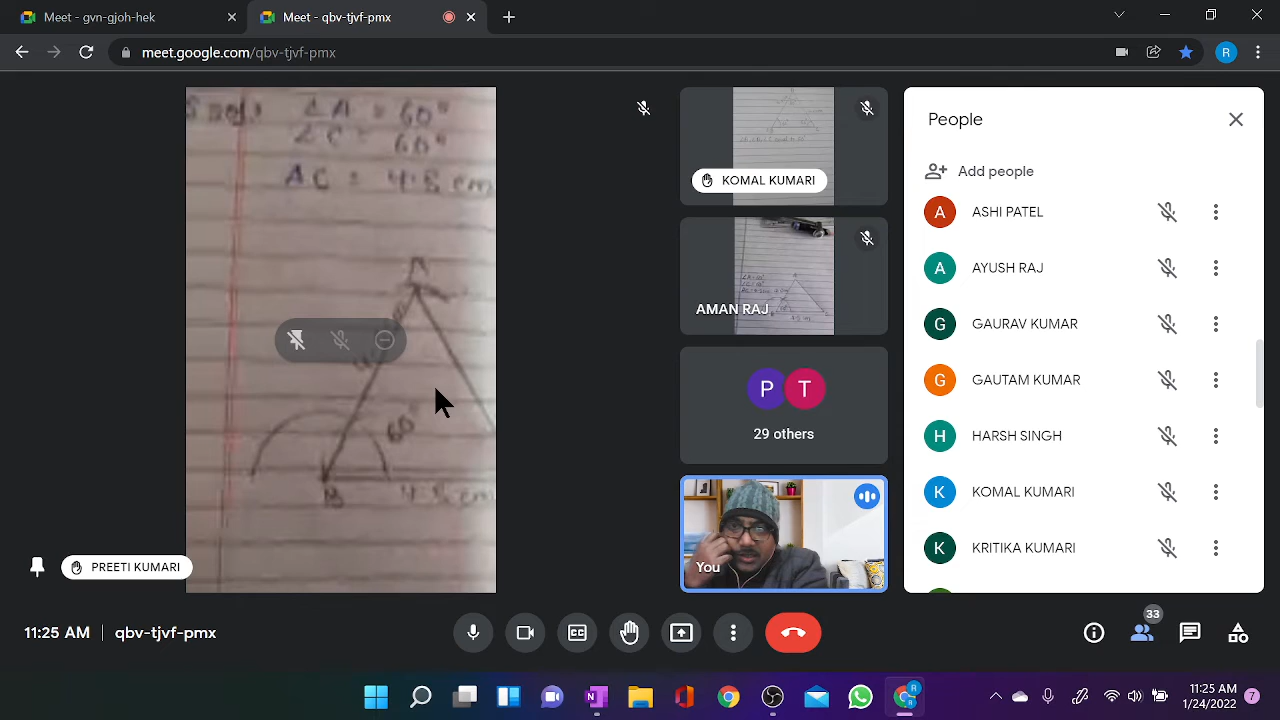 Meet - gvn-gjoh-hek
Meet - qbv-tjvf-pmx
meet.google.com/qbv-tjvf-pmx
R
∠A = 60°
∠C 60°
AC = 4.5 cm
A
60
B
4.5 cm
PREETI KUMARI
KOMAL KUMARI
AMAN RAJ
P T
29 others
You
People
Add people
A ASHI PATEL
A AYUSH RAJ
G GAURAV KUMAR
G GAUTAM KUMAR
H HARSH SINGH
K KOMAL KUMARI
K KRITIKA KUMARI
11:25 AM | qbv-tjvf-pmx
CC
33
11:25 AM
1/24/2022
7